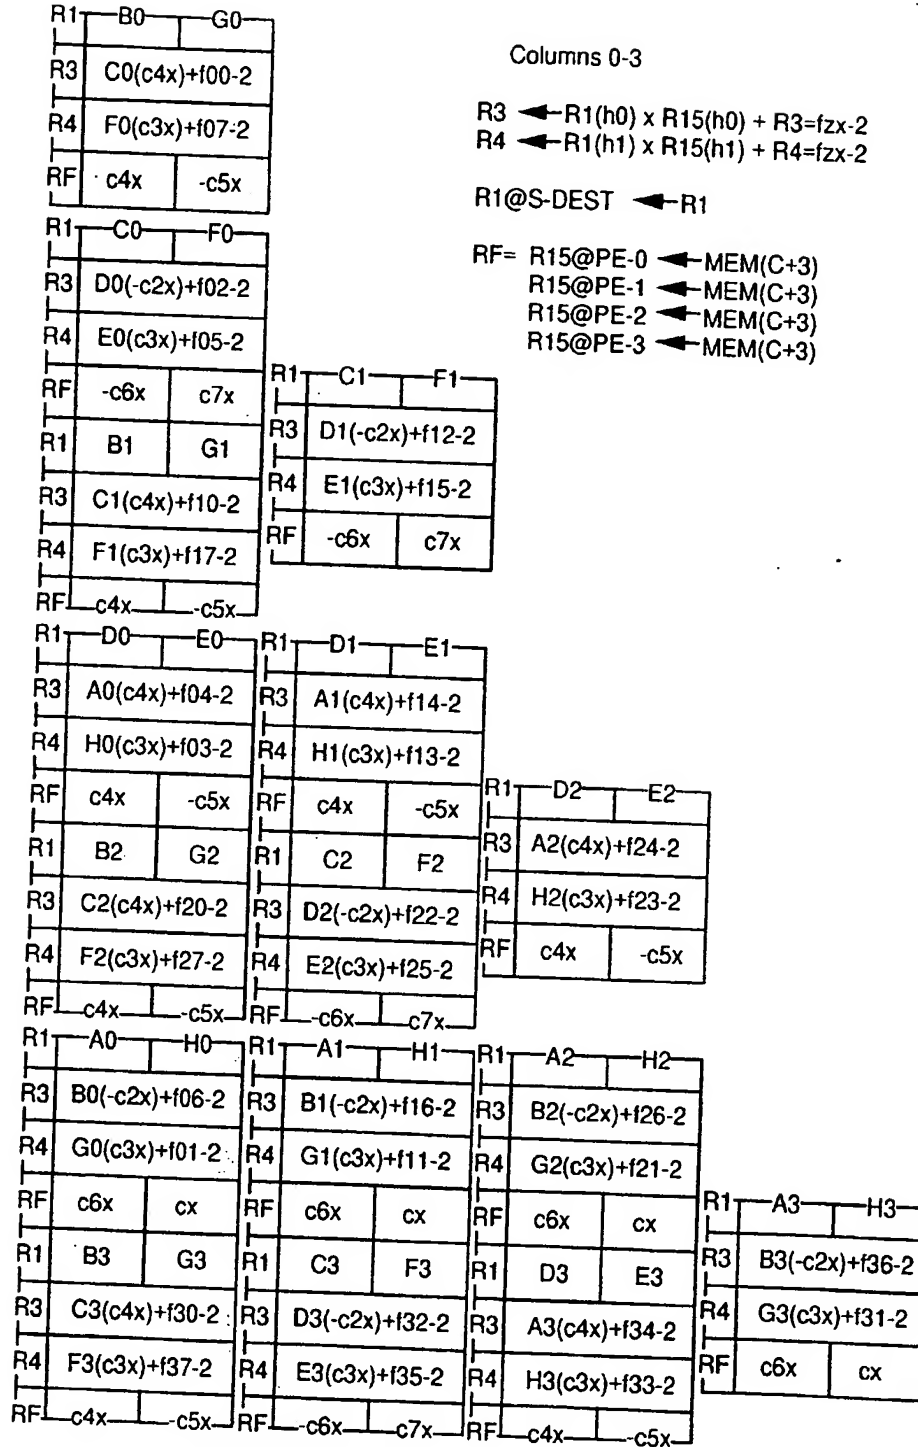 R1 B0 G0
R3 C0(c4x)+f00-2
R4 F0(c3x)+f07-2
RF c4x -c5x
Columns 0-3
R3 ◄─R1(h0) x R15(h0) + R3=fzx-2
R4 ◄─R1(h1) x R15(h1) + R4=fzx-2
R1@S-DEST ◄─R1
RF= R15@PE-0 ◄─MEM(C+3)
R15@PE-1 ◄─MEM(C+3)
R15@PE-2 ◄─MEM(C+3)
R15@PE-3 ◄─MEM(C+3)
R1 C0 F0
R3 D0(-c2x)+f02-2
R4 E0(c3x)+f05-2
RF -c6x c7x
R1 B1 G1
R3 C1(c4x)+f10-2
R4 F1(c3x)+f17-2
RF c4x -c5x
R1 C1 F1
R3 D1(-c2x)+f12-2
R4 E1(c3x)+f15-2
RF -c6x c7x
R1 D0 E0
R3 A0(c4x)+f04-2
R4 H0(c3x)+f03-2
RF c4x -c5x
R1 B2 G2
R3 C2(c4x)+f20-2
R4 F2(c3x)+f27-2
RF c4x -c5x
R1 D1 E1
R3 A1(c4x)+f14-2
R4 H1(c3x)+f13-2
RF c4x -c5x
R1 C2 F2
R3 D2(-c2x)+f22-2
R4 E2(c3x)+f25-2
RF -c6x c7x
R1 D2 E2
R3 A2(c4x)+f24-2
R4 H2(c3x)+f23-2
RF c4x -c5x
R1 A0 H0
R3 B0(-c2x)+f06-2
R4 G0(c3x)+f01-2
RF c6x cx
R1 B3 G3
R3 C3(c4x)+f30-2
R4 F3(c3x)+f37-2
RF c4x -c5x
R1 A1 H1
R3 B1(-c2x)+f16-2
R4 G1(c3x)+f11-2
RF c6x cx
R1 C3 F3
R3 D3(-c2x)+f32-2
R4 E3(c3x)+f35-2
RF -c6x c7x
R1 A2 H2
R3 B2(-c2x)+f26-2
R4 G2(c3x)+f21-2
RF c6x cx
R1 D3 E3
R3 A3(c4x)+f34-2
R4 H3(c3x)+f33-2
RF c4x -c5x
R1 A3 H3
R3 B3(-c2x)+f36-2
R4 G3(c3x)+f31-2
RF c6x cx